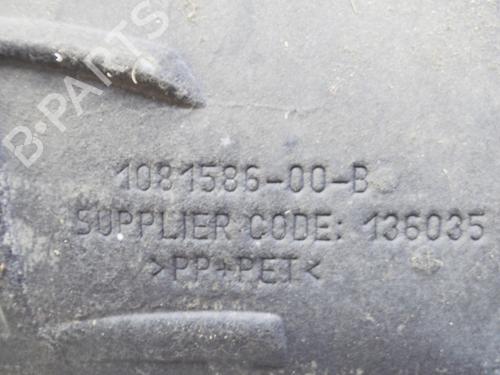 B-PARTS
1081586-00-B
SUPPLIER CODE: 136035
>PP+PET<